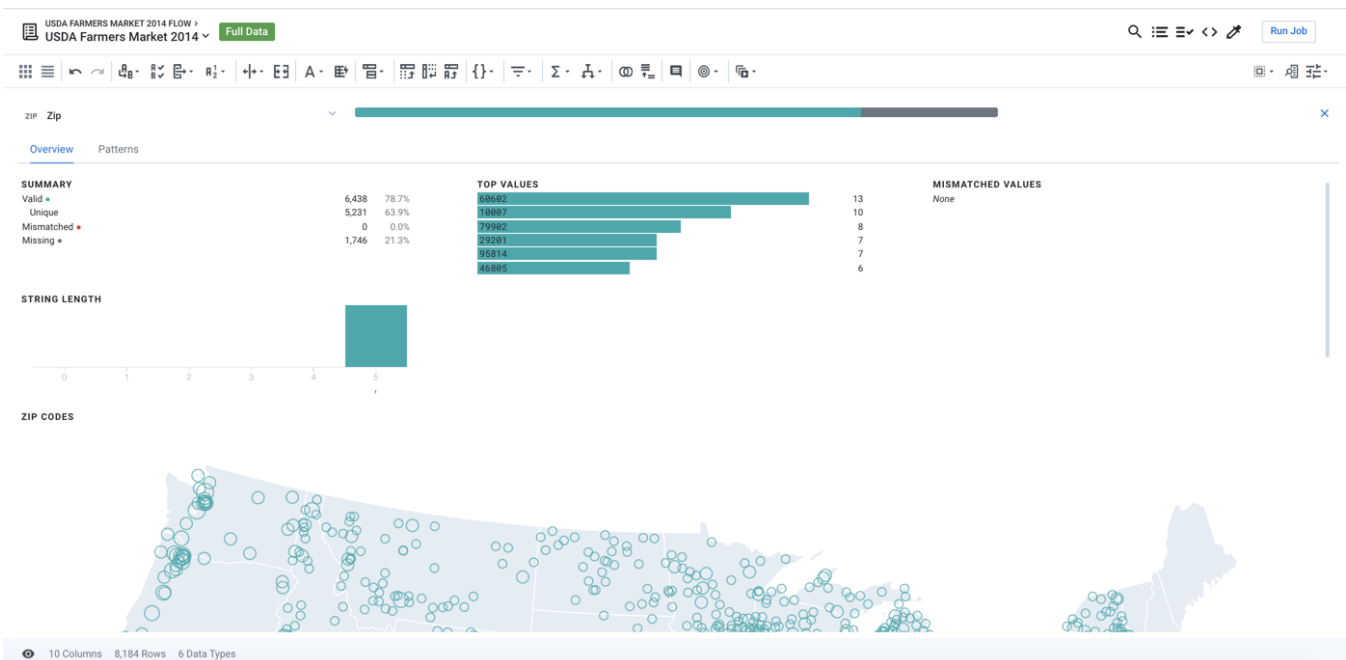 USDA FARMERS MARKET 2014 FLOW >
USDA Farmers Market 2014
Full Data
Run Job
ZIP Zip
Overview Patterns
SUMMARY
Valid 6,438 78.7%
Unique 5,231 63.9%
Mismatched 0 0.0%
Missing 1,746 21.3%
TOP VALUES
60602 13
10007 10
79902 8
29201 7
95814 7
46805 6
MISMATCHED VALUES
None
STRING LENGTH
0 1 2 3 4 5
ZIP CODES
10 Columns 8,184 Rows 6 Data Types